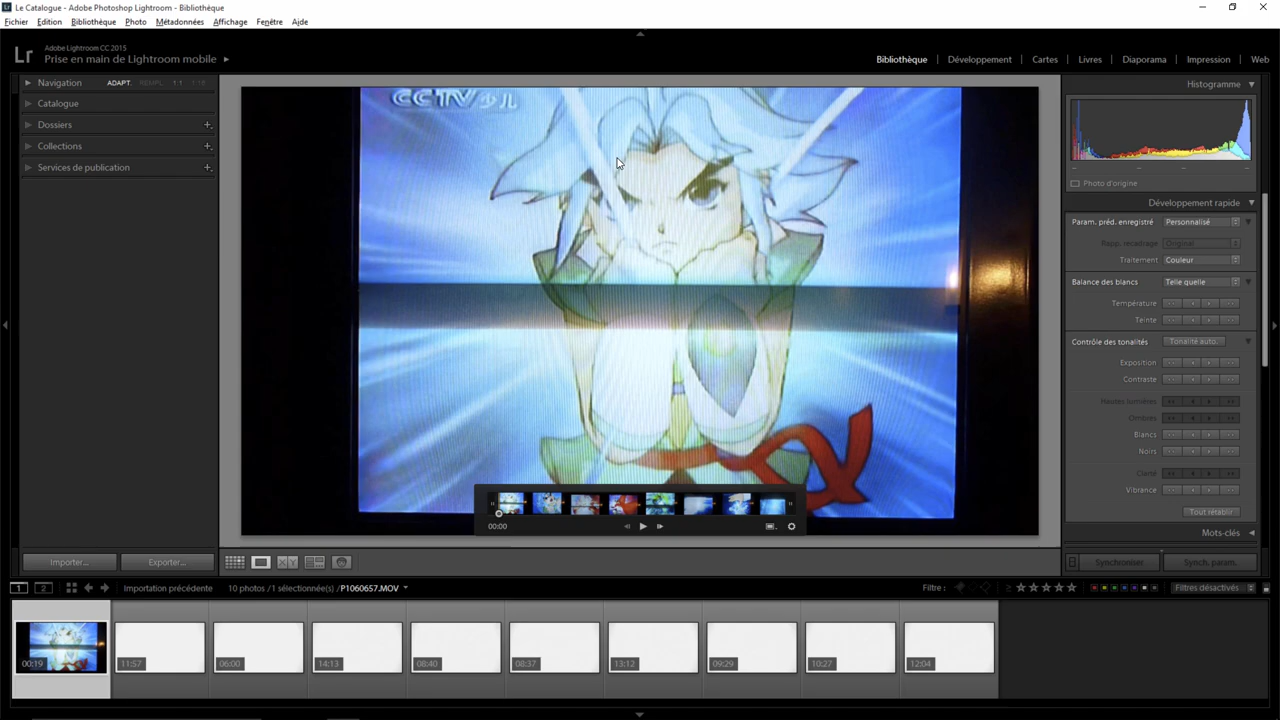 Le Catalogue - Adobe Photoshop Lightroom - Bibliothèque
Fichier Edition Bibliothèque Photo Métadonnées Affichage Fenêtre Aide
Lr
Adobe Lightroom CC 2015
Prise en main de Lightroom mobile
Bibliothèque | Développement | Cartes | Livres | Diaporama | Impression | Web
Navigation ADAPT. REMPL. 1:1
Catalogue
Dossiers
Collections
Services de publication
CCTV 少儿
Histogramme
Photo d'origine
Développement rapide
Param. préd. enregistré Personnalisé
Rapp. recadrage Original
Traitement Couleur
Balance des blancs Telle quelle
Température
Teinte
Contrôle des tonalités Tonalité auto.
Exposition
Contraste
Hautes lumières
Ombres
Blancs
Noirs
Clarté
Vibrance
Tout rétablir
Mots-clés
00:00
Importer...
Exporter...
XY
Synchroniser
Synch. param.
1 2
Importation précédente
10 photos /1 sélectionnée(s) /P1060657.MOV
Filtre :
Filtres désactivés
00:19 11:57 06:00 14:13 08:40 08:37 13:12 09:29 10:27 12:04